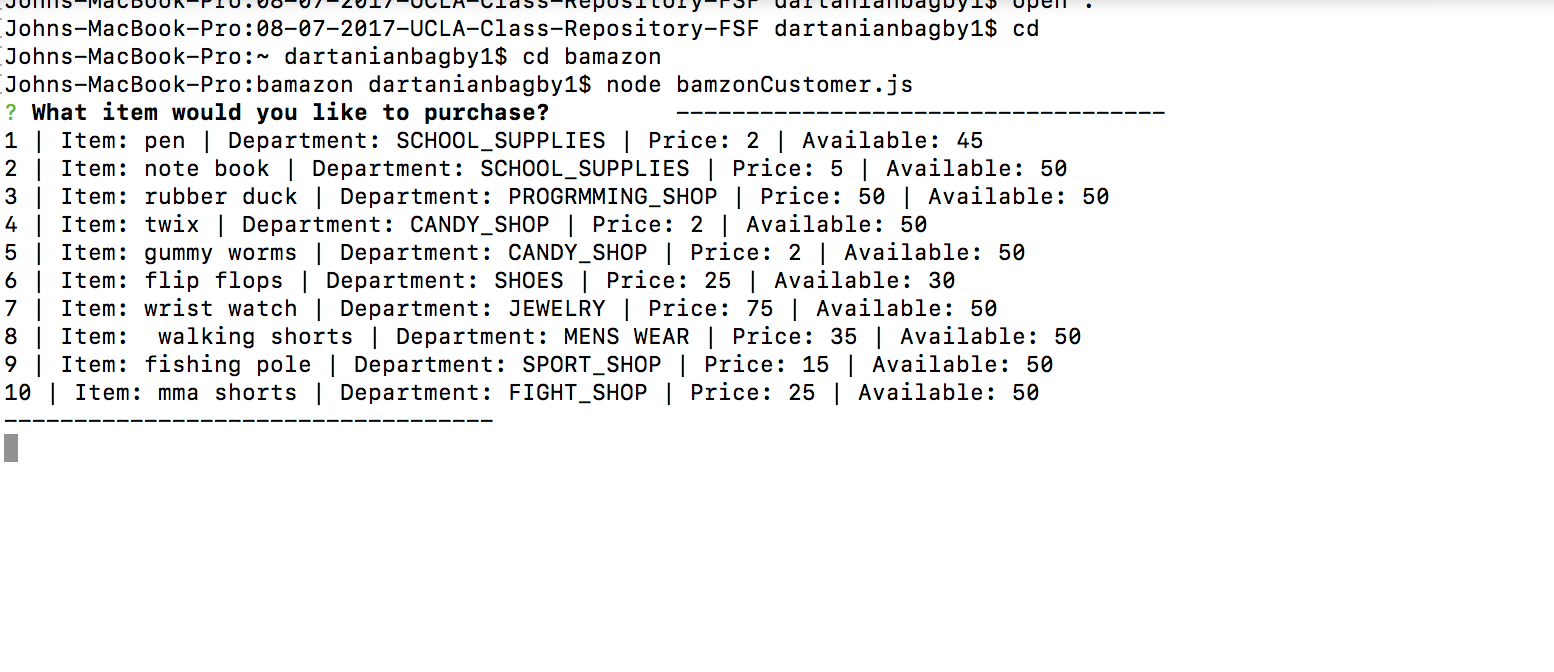 Johns-MacBook-Pro:08-07-2017-UCLA-Class-Repository-FSF dartanianbagby1$ open .
Johns-MacBook-Pro:08-07-2017-UCLA-Class-Repository-FSF dartanianbagby1$ cd
Johns-MacBook-Pro:~ dartanianbagby1$ cd bamazon
Johns-MacBook-Pro:bamazon dartanianbagby1$ node bamzonCustomer.js
? What item would you like to purchase?         -----------------------------------
1 | Item: pen | Department: SCHOOL_SUPPLIES | Price: 2 | Available: 45
2 | Item: note book | Department: SCHOOL_SUPPLIES | Price: 5 | Available: 50
3 | Item: rubber duck | Department: PROGRMMING_SHOP | Price: 50 | Available: 50
4 | Item: twix | Department: CANDY_SHOP | Price: 2 | Available: 50
5 | Item: gummy worms | Department: CANDY_SHOP | Price: 2 | Available: 50
6 | Item: flip flops | Department: SHOES | Price: 25 | Available: 30
7 | Item: wrist watch | Department: JEWELRY | Price: 75 | Available: 50
8 | Item:  walking shorts | Department: MENS WEAR | Price: 35 | Available: 50
9 | Item: fishing pole | Department: SPORT_SHOP | Price: 15 | Available: 50
10 | Item: mma shorts | Department: FIGHT_SHOP | Price: 25 | Available: 50
-----------------------------------